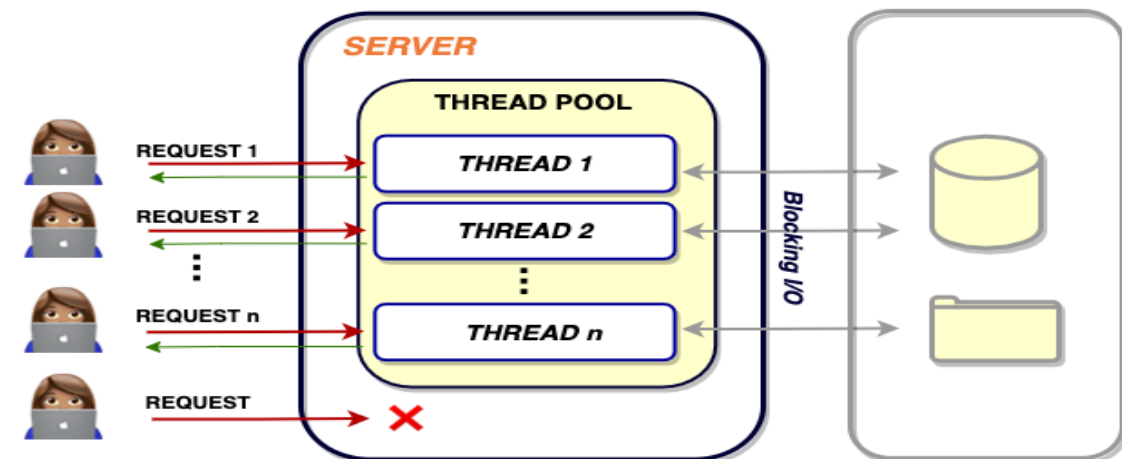 SERVER
THREAD POOL
REQUEST 1
THREAD 1
REQUEST 2
THREAD 2
...
...
REQUEST n
THREAD n
Blocking I/O
REQUEST